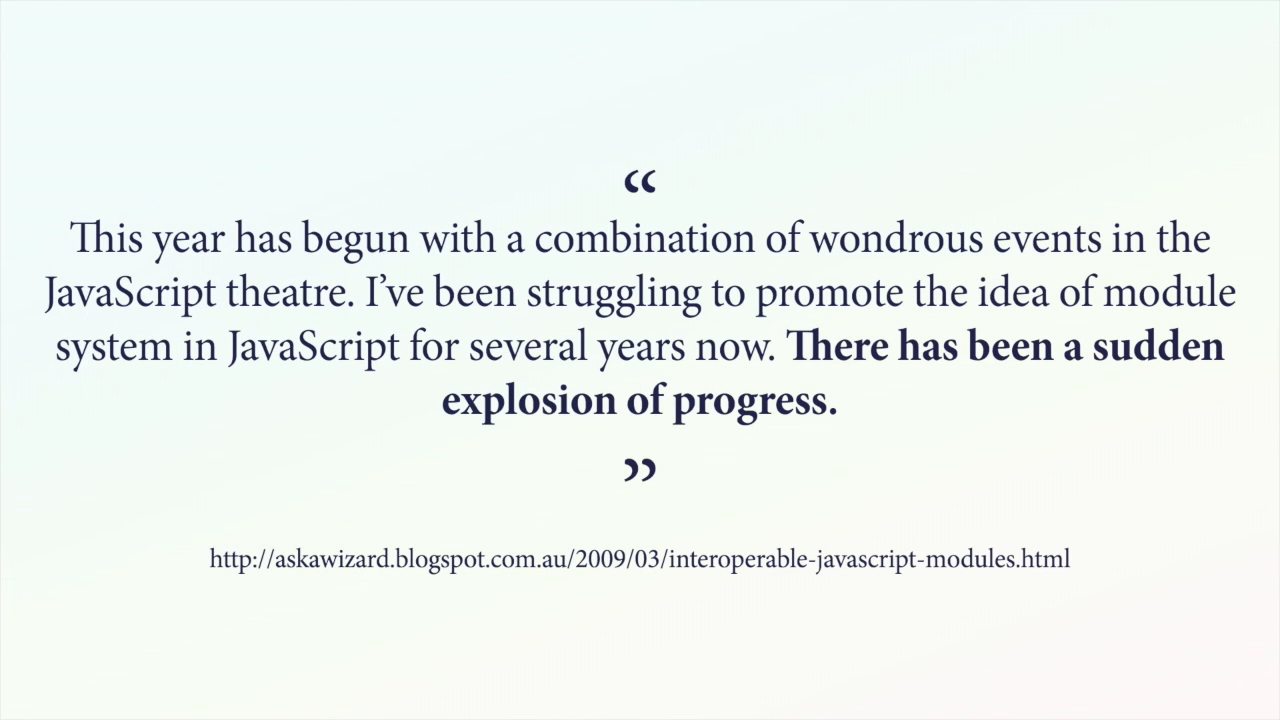 “
This year has begun with a combination of wondrous events in the
JavaScript theatre. I’ve been struggling to promote the idea of module
system in JavaScript for several years now. There has been a sudden
explosion of progress.
”
http://askawizard.blogspot.com.au/2009/03/interoperable-javascript-modules.html